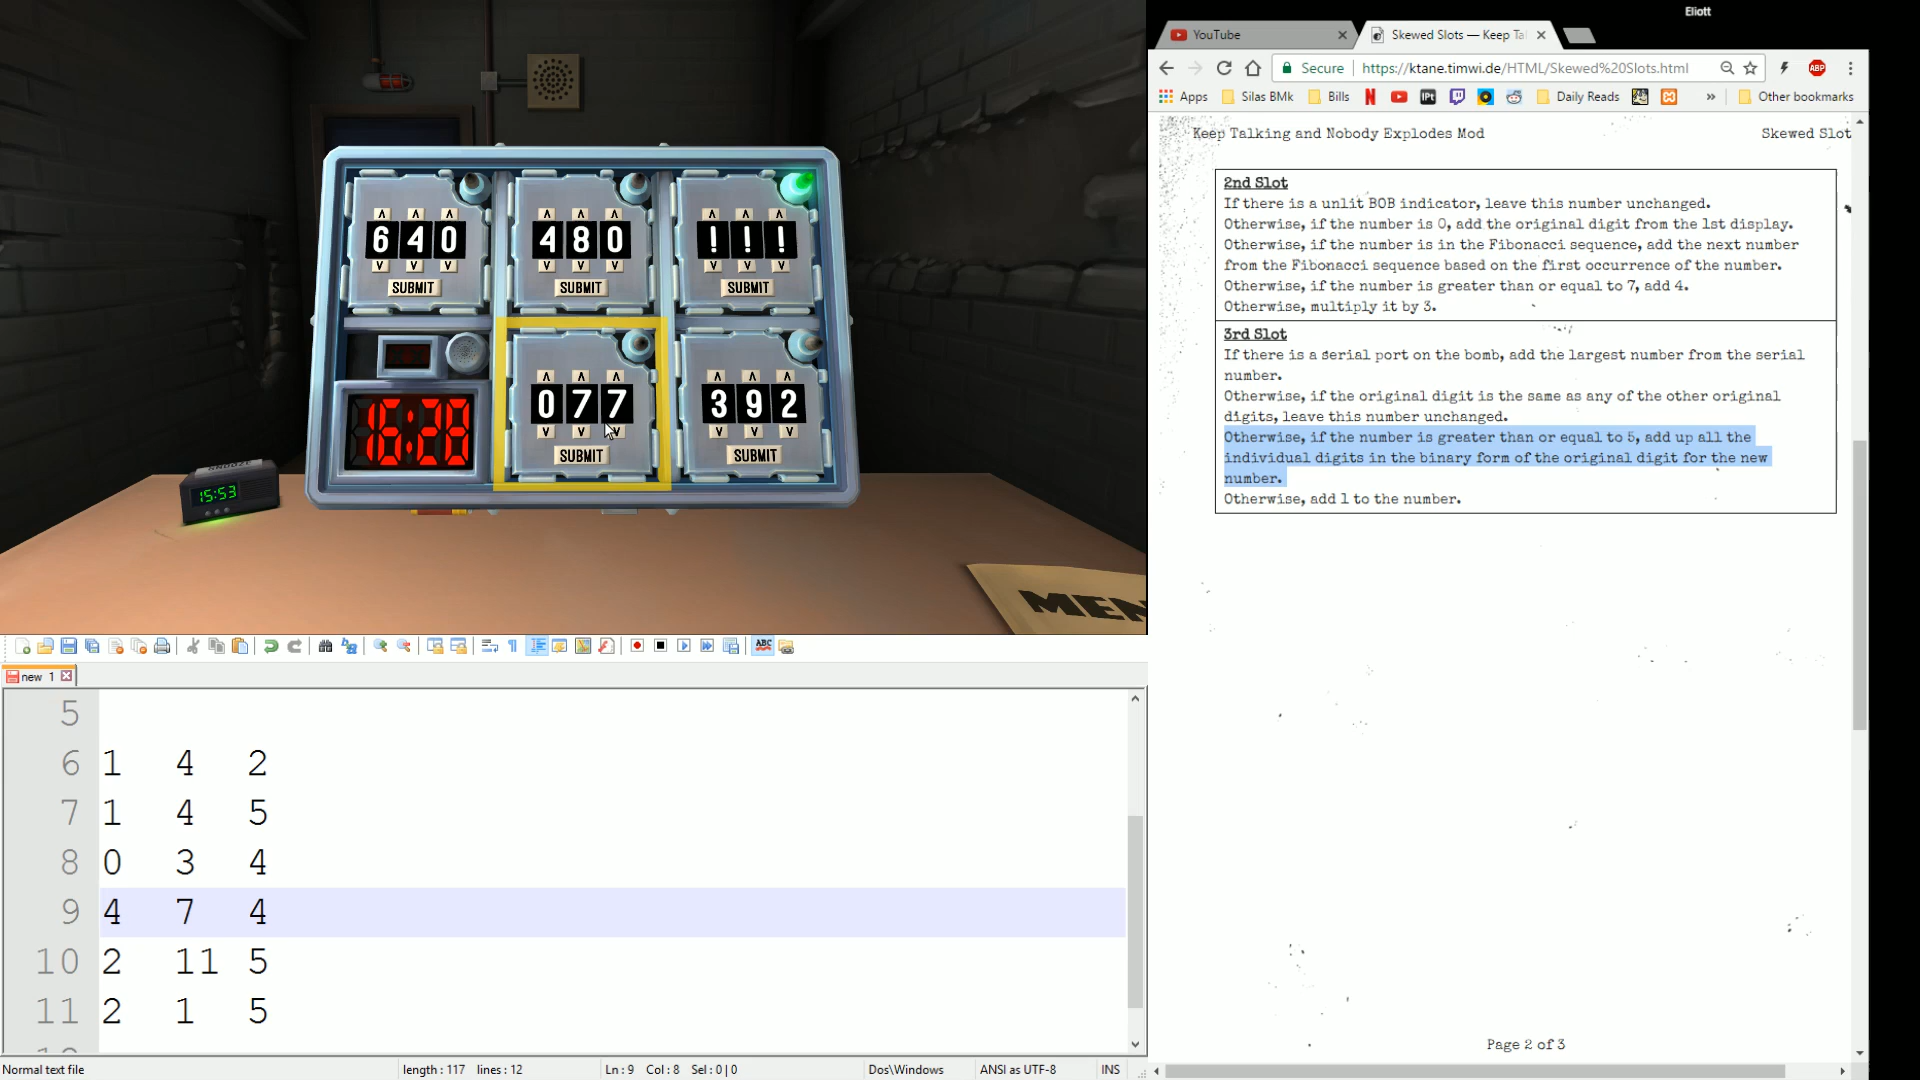 Eliott
YouTube
Skewed Slots — Keep Ta
Secure
https://ktane.timwi.de/HTML/Skewed%20Slots.html
ABP
Apps
Silas BMk
Bills
N
IPt
Daily Reads
»
Other bookmarks
Keep Talking and Nobody Explodes Mod
Skewed Slot
2nd Slot
If there is a unlit BOB indicator, leave this number unchanged.
Otherwise, if the number is 0, add the original digit from the 1st display.
Otherwise, if the number is in the Fibonacci sequence, add the next number
from the Fibonacci sequence based on the first occurrence of the number.
Otherwise, if the number is greater than or equal to 7, add 4.
Otherwise, multiply it by 3.
3rd Slot
If there is a serial port on the bomb, add the largest number from the serial
number.
Otherwise, if the original digit is the same as any of the other original
digits, leave this number unchanged.
Otherwise, if the number is greater than or equal to 5, add up all the
individual digits in the binary form of the original digit for the new
number.
Otherwise, add 1 to the number.
Page 2 of 3
6 4 0
SUBMIT
4 8 0
SUBMIT
! ! !
SUBMIT
16:28
0 7 7
SUBMIT
3 9 2
SUBMIT
SNOOZE
15:53
MEN
ABC
new 1
5
6 1 4 2
7 1 4 5
8 0 3 4
9 4 7 4
10 2 11 5
11 2 1 5
Normal text file
length : 117 lines : 12
Ln : 9 Col : 8 Sel : 0 | 0
Dos\Windows
ANSI as UTF-8
INS